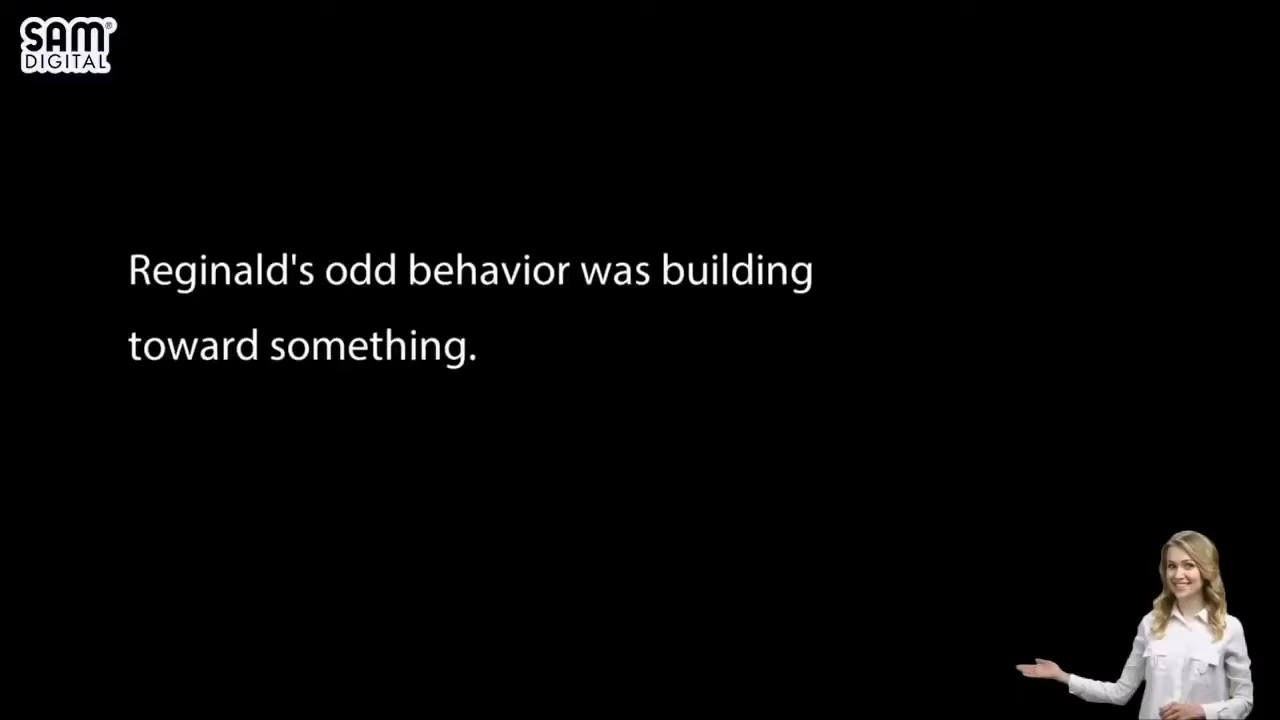 SAM®
DIGITAL
Reginald's odd behavior was building
toward something.